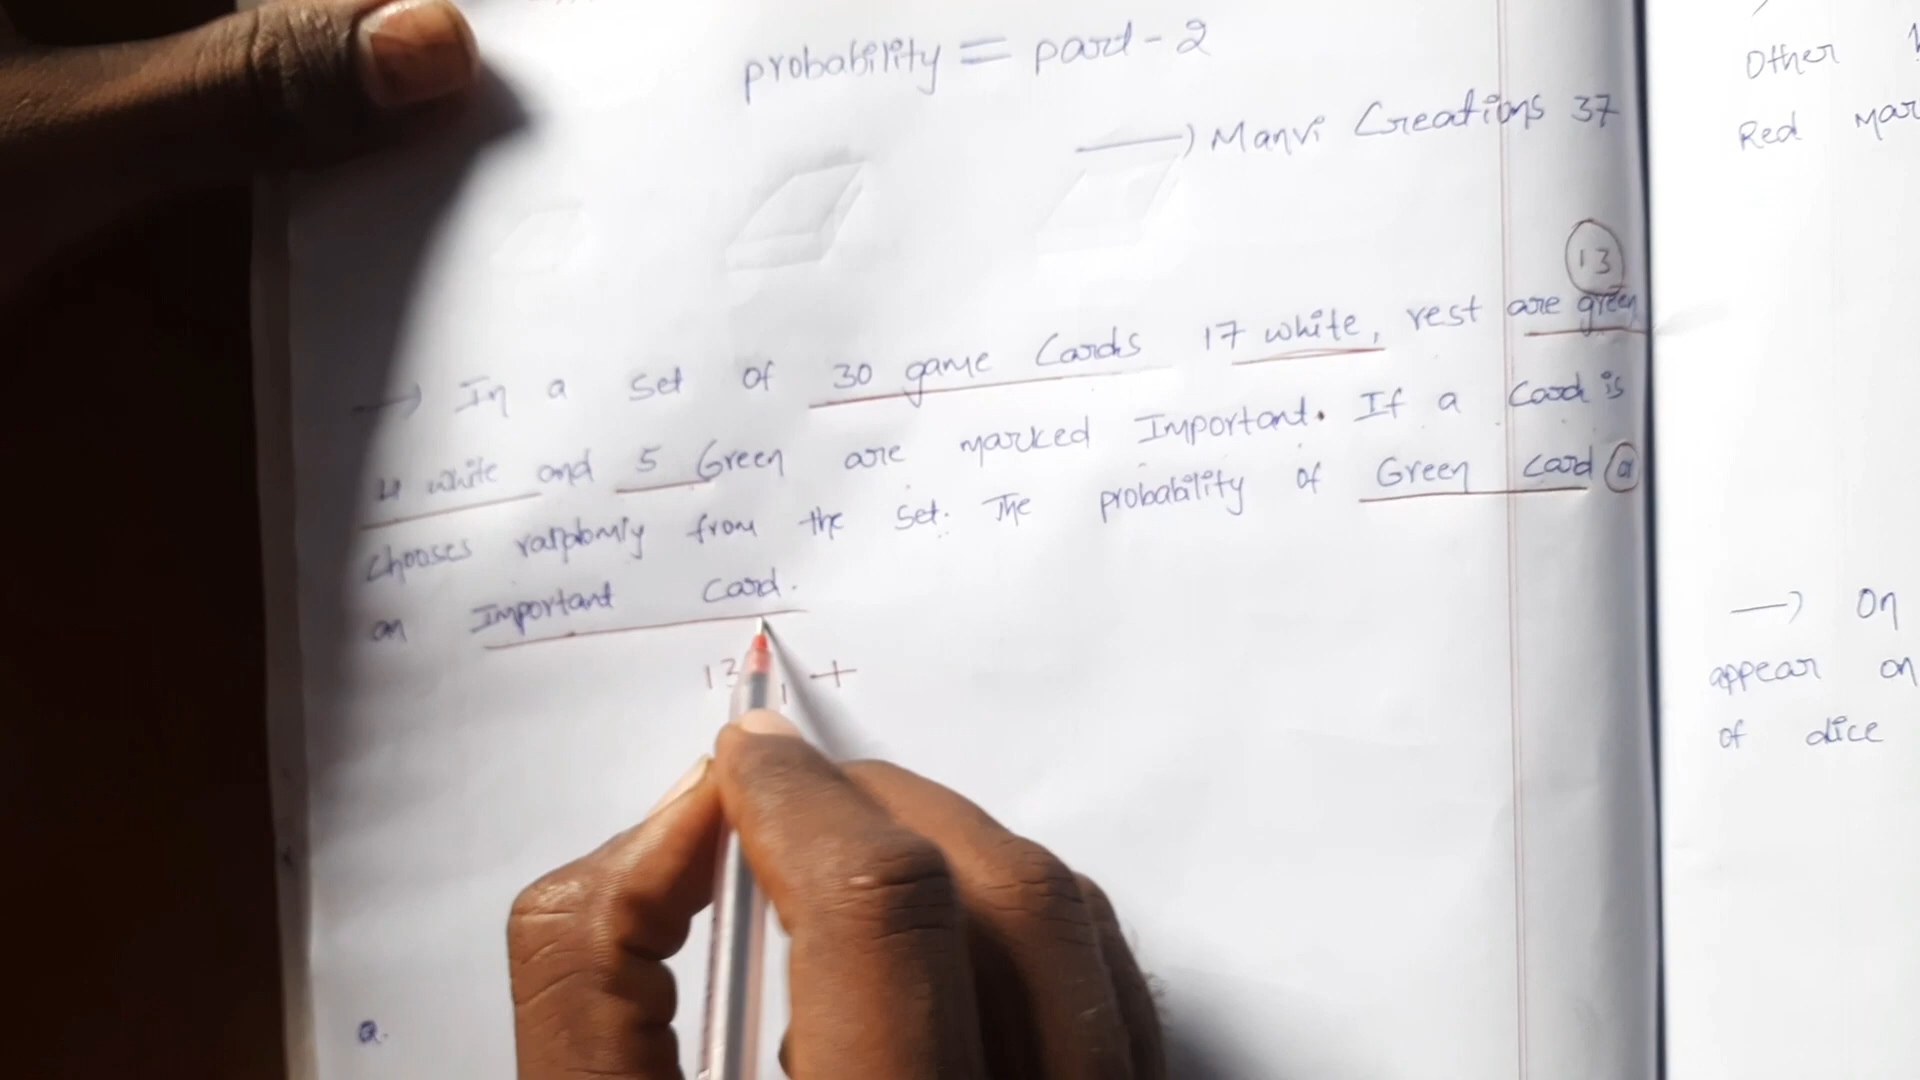 probability = part - 2
Manvi Creations 37
13
→ In a set of 30 game Cards 17 white, rest are green
4 white and 5 Green are marked Important. If a Card is
chooses randomly from the set. The probability of Green Card or
an Important Card.
13 +
Q.
Other
Red
→ On
appear on
of dice